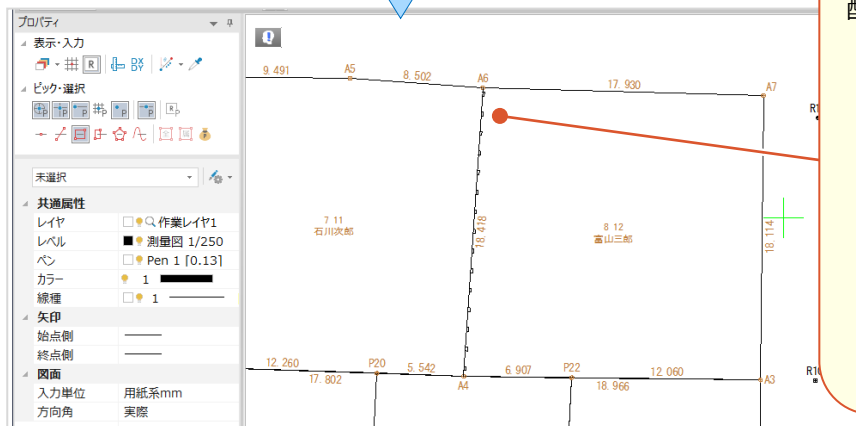 プロパティ
表示・入力
R
DX
DY
ピック・選択
P
P
P
P
P
P
R P
P
未選択
共通属性
レイヤ 作業レイヤ1
レベル 測量図 1/250
ペン Pen 1 [0.13]
カラー 1
線種 1
矢印
始点側
終点側
図面
入力単位 用紙系mm
方向角 実際
9.491
A5
8.502
A6
17.930
A7
R1
7 11
石川次郎
18.418
8 12
富山三郎
18.114
12.260
P20
5.542
6.907
P22
12.060
17.802
A4
18.966
A3
R10